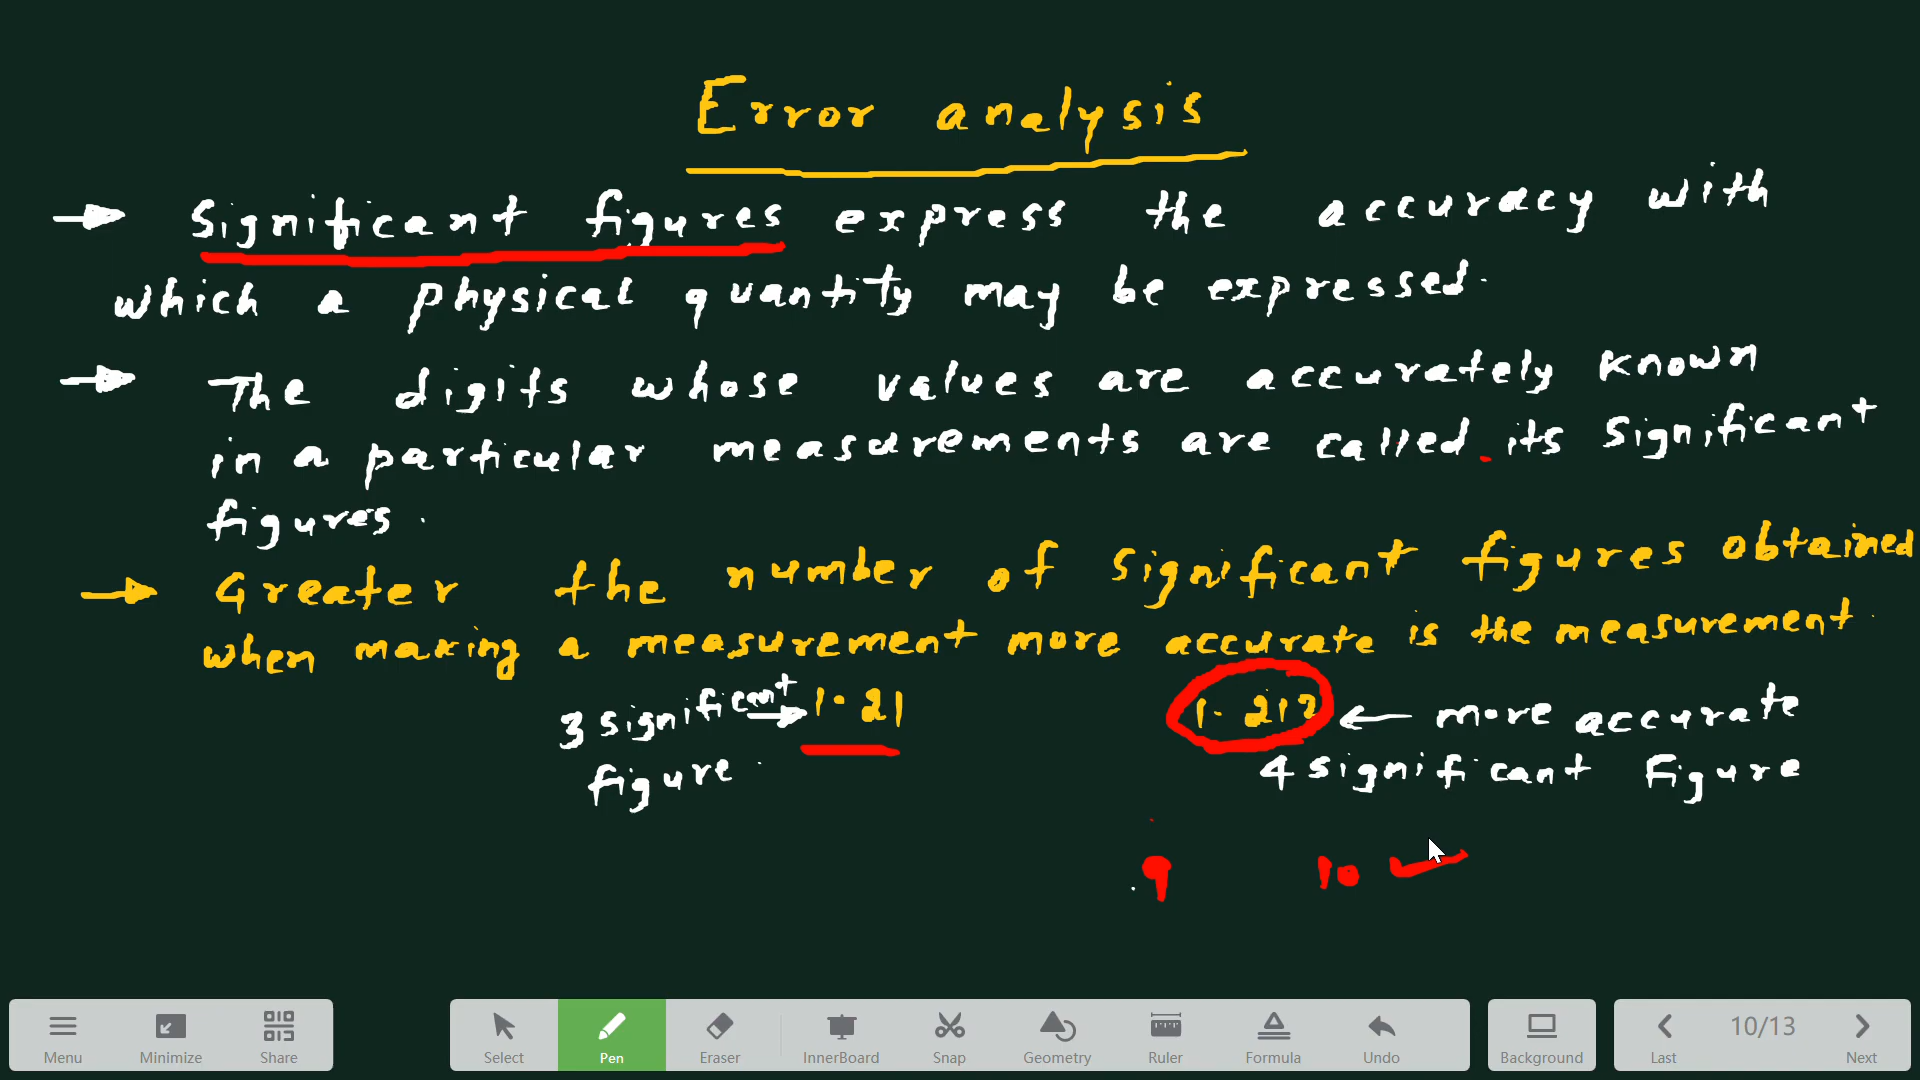 Error analysis
→ Significant figures express the accuracy with
which a physical quantity may be expressed.
→ The digits whose values are accurately known
in a particular measurements are called its significant
figures.
→ Greater the number of significant figures obtained
when making a measurement more accurate is the measurement.
3 significant → 1.21
figure.
1.212 ← more accurate
4 significant Figure
9 10
Menu Minimize Share Select Pen Eraser InnerBoard Snap Geometry Ruler Formula Undo Background Last 10/13 Next